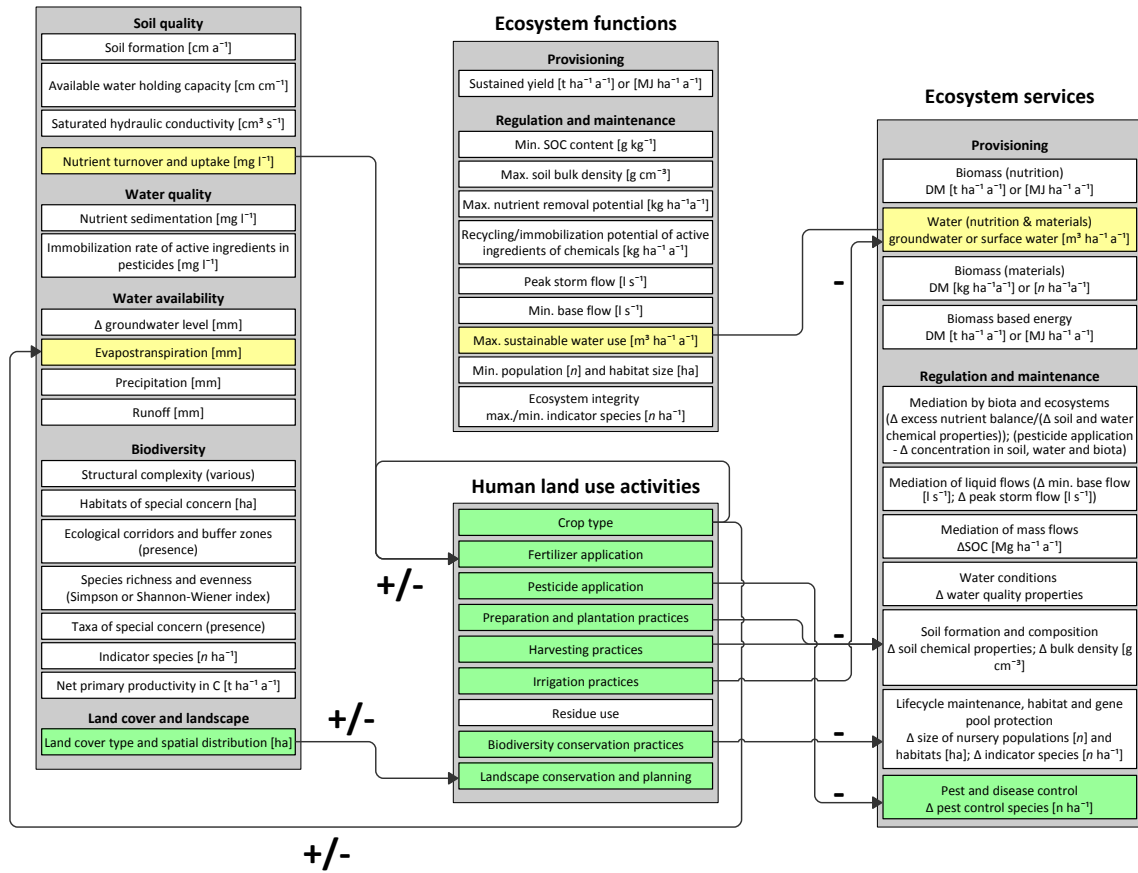 Soil quality
Soil formation [cm a⁻¹]
Available water holding capacity [cm cm⁻¹]
Saturated hydraulic conductivity [cm³ s⁻¹]
Nutrient turnover and uptake [mg l⁻¹]
Water quality
Nutrient sedimentation [mg l⁻¹]
Immobilization rate of active ingredients in
pesticides [mg l⁻¹]
Water availability
Δ groundwater level [mm]
Evapostranspiration [mm]
Precipitation [mm]
Runoff [mm]
Biodiversity
Structural complexity (various)
Habitats of special concern [ha]
Ecological corridors and buffer zones
(presence)
Species richness and evenness
(Simpson or Shannon-Wiener index)
Taxa of special concern (presence)
Indicator species [n ha⁻¹]
Net primary productivity in C [t ha⁻¹ a⁻¹]
Land cover and landscape
Land cover type and spatial distribution [ha]
Ecosystem functions
Provisioning
Sustained yield [t ha⁻¹ a⁻¹] or [MJ ha⁻¹ a⁻¹]
Regulation and maintenance
Min. SOC content [g kg⁻¹]
Max. soil bulk density [g cm⁻³]
Max. nutrient removal potential [kg ha⁻¹a⁻¹]
Recycling/immobilization potential of active
ingredients of chemicals [kg ha⁻¹ a⁻¹]
Peak storm flow [l s⁻¹]
Min. base flow [l s⁻¹]
Max. sustainable water use [m³ ha⁻¹ a⁻¹]
Min. population [n] and habitat size [ha]
Ecosystem integrity
max./min. indicator species [n ha⁻¹]
Human land use activities
Crop type
Fertilizer application
Pesticide application
Preparation and plantation practices
Harvesting practices
Irrigation practices
Residue use
Biodiversity conservation practices
Landscape conservation and planning
+/-
+/-
+/-
Ecosystem services
Provisioning
Biomass (nutrition)
DM [t ha⁻¹ a⁻¹] or [MJ ha⁻¹ a⁻¹]
Water (nutrition & materials)
groundwater or surface water [m³ ha⁻¹ a⁻¹]
Biomass (materials)
DM [kg ha⁻¹a⁻¹] or [n ha⁻¹a⁻¹]
Biomass based energy
DM [t ha⁻¹ a⁻¹] or [MJ ha⁻¹ a⁻¹]
Regulation and maintenance
Mediation by biota and ecosystems
(Δ excess nutrient balance/(Δ soil and water
chemical properties)); (pesticide application
- Δ concentration in soil, water and biota)
Mediation of liquid flows (Δ min. base flow
[l s⁻¹]; Δ peak storm flow [l s⁻¹])
Mediation of mass flows
ΔSOC [Mg ha⁻¹ a⁻¹]
Water conditions
Δ water quality properties
Soil formation and composition
Δ soil chemical properties; Δ bulk density [g
cm⁻³]
Lifecycle maintenance, habitat and gene
pool protection
Δ size of nursery populations [n] and
habitats [ha]; Δ indicator species [n ha⁻¹]
Pest and disease control
Δ pest control species [n ha⁻¹]
-
-
-
-